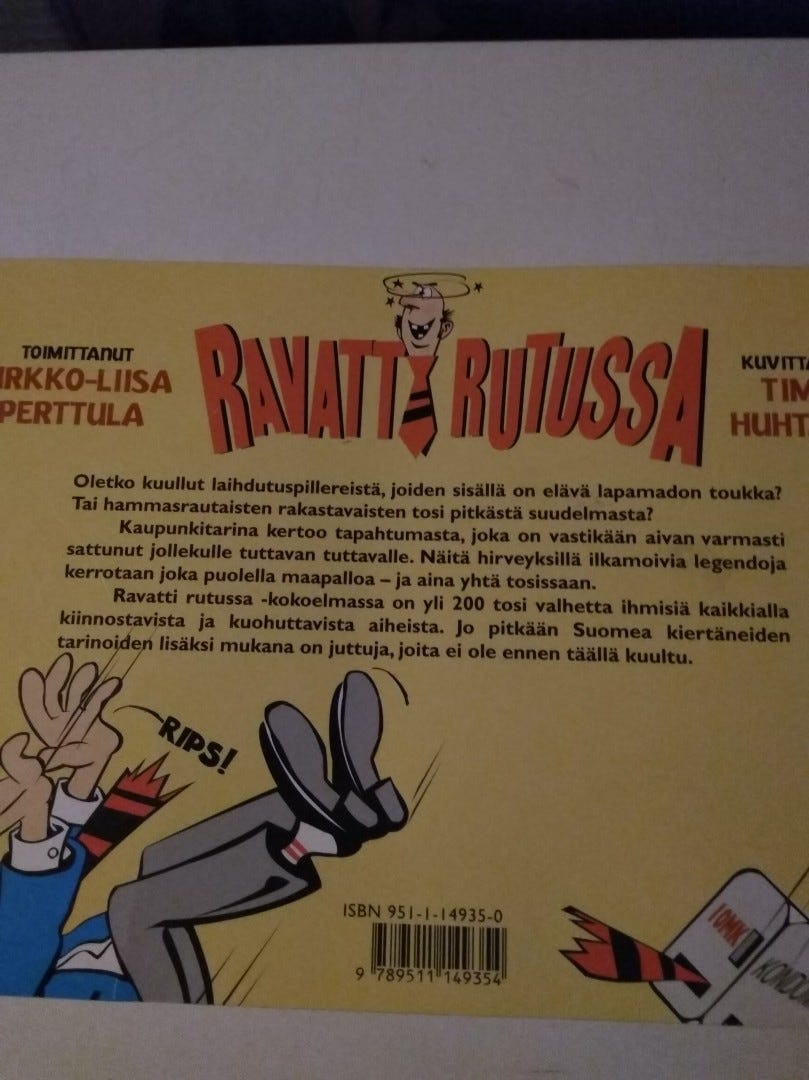 TOIMITTANUT
IRKKO-LIISA
PERTTULA
RAVATTI RUTUSSA
KUVITTA
TIM
HUHT
Oletko kuullut laihdutuspillereistä, joiden sisällä on elävä lapamadon toukka?
Tai hammasrautaisten rakastavaisten tosi pitkästä suudelmasta?
Kaupunkitarina kertoo tapahtumasta, joka on vastikään aivan varmasti
sattunut jollekulle tuttavan tuttavalle. Näitä hirveyksillä ilkamoivia legendoja
kerrotaan joka puolella maapalloa – ja aina yhtä tosissaan.
Ravatti rutussa -kokoelmassa on yli 200 tosi valhetta ihmisiä kaikkialla
kiinnostavista ja kuohuttavista aiheista. Jo pitkään Suomea kiertäneiden
tarinoiden lisäksi mukana on juttuja, joita ei ole ennen täällä kuultu.
RIPS!
ISBN 951-1-14935-0
9 789511 149354
10MK
KONDO